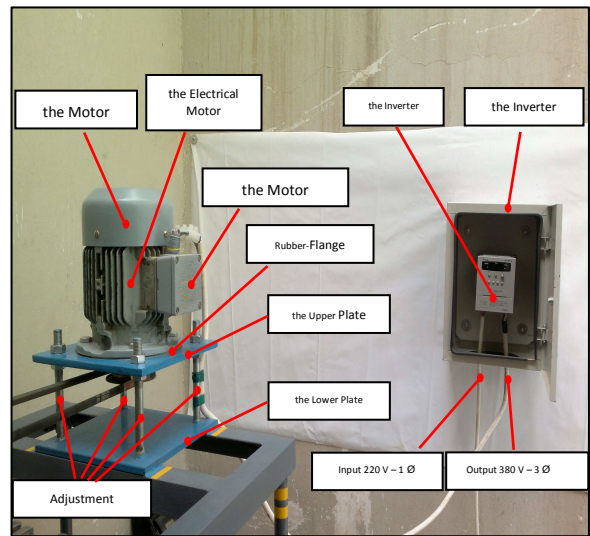 the Motor
the Electrical
Motor
the Inverter
the Inverter
the Motor
Rubber-Flange
the Upper Plate
the Lower Plate
Input 220 V – 1 Ø
Output 380 V – 3 Ø
Adjustment